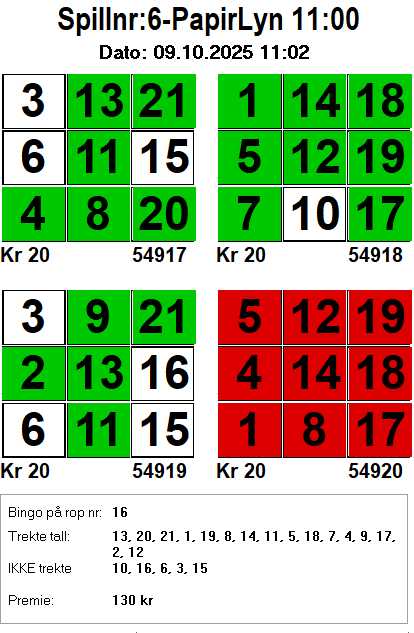 Spillnr:6-PapirLyn 11:00
Dato: 09.10.2025 11:02
3 13 21
6 11 15
4 8 20
Kr 20 54917
1 14 18
5 12 19
7 10 17
Kr 20 54918
3 9 21
2 13 16
6 11 15
Kr 20 54919
5 12 19
4 14 18
1 8 17
Kr 20 54920
Bingo på rop nr: 16
Trekte tall: 13, 20, 21, 1, 19, 8, 14, 11, 5, 18, 7, 4, 9, 17,
2, 12
IKKE trekte 10, 16, 6, 3, 15
Premie: 130 kr